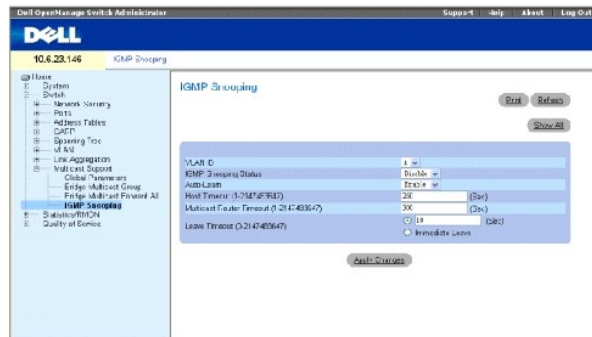 Dell OpenManage Switch Administrator
Support Help About Log Out
DELL
10.6.23.146 IGMP Snooping
Home
System
Switch
Network Security
Ports
Address Tables
GARP
Spanning Tree
VLAN
Link Aggregation
Multicast Support
Global Parameters
Bridge Multicast Group
Bridge Multicast Forward All
IGMP Snooping
Statistics/RMON
Quality of Service
IGMP Snooping
Print Refresh
Show All
VLAN ID 1
IGMP Snooping Status Disable
Auto-Learn Enable
Host Timeout (1-2147483647) 260 (Sec)
Multicast Router Timeout (1-2147483647) 300 (Sec)
Leave Timeout (0-2147483647) 10 (Sec)
Immediate Leave
Apply Changes